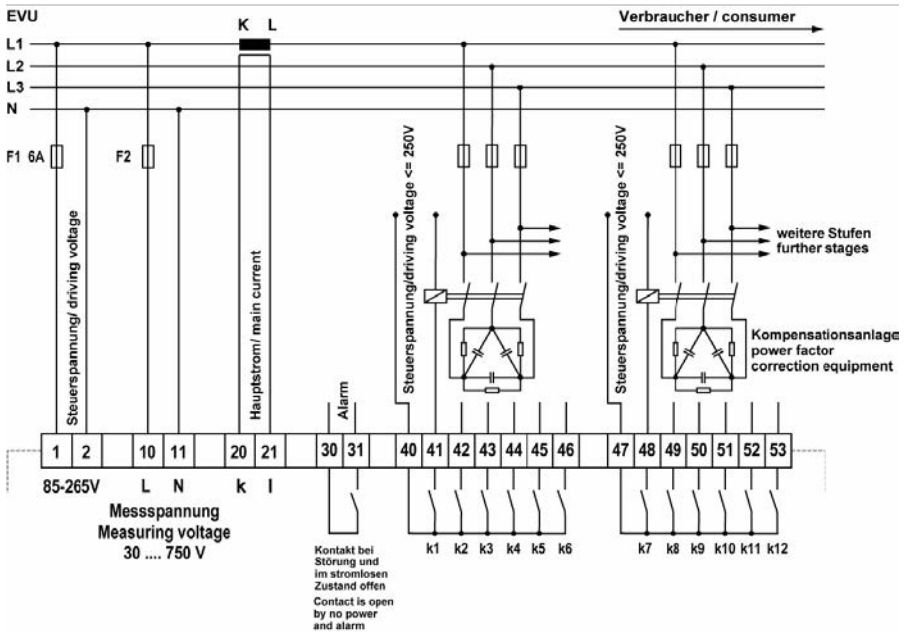 EVU
K L
Verbraucher / consumer
L1
L2
L3
N
F1 6A
F2
Steuerspannung/ driving voltage
Hauptstrom/ main current
Alarm
Steuerspannung/driving voltage <= 250V
Steuerspannung/driving voltage <= 250V
weitere Stufen
further stages
Kompensationsanlage
power factor
correction equipment
1 2 10 11 20 21 30 31 40 41 42 43 44 45 46 47 48 49 50 51 52 53
85-265V L N k l
Messspannung
Measuring voltage
30 .... 750 V
k1 k2 k3 k4 k5 k6 k7 k8 k9 k10 k11 k12
Kontakt bei
Störung und
im stromlosen
Zustand offen
Contact is open
by no power
and alarm